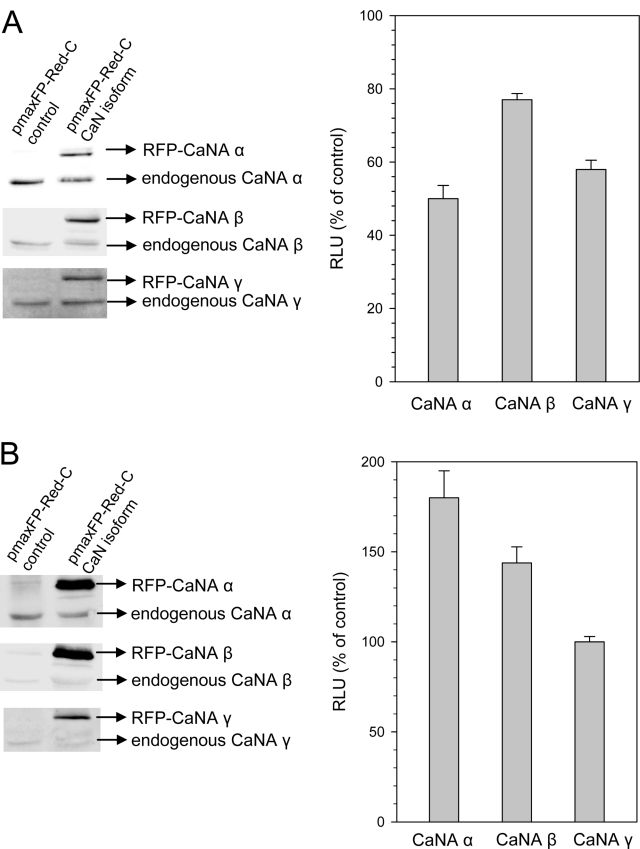 A
pmaxFP-Red-C
control
pmaxFP-Red-C
CaN isoform
RFP-CaNA α
endogenous CaNA α
RFP-CaNA β
endogenous CaNA β
RFP-CaNA γ
endogenous CaNA γ
RLU (% of control)
100
80
60
40
20
0
CaNA α CaNA β CaNA γ
B
pmaxFP-Red-C
control
pmaxFP-Red-C
CaN isoform
RFP-CaNA α
endogenous CaNA α
RFP-CaNA β
endogenous CaNA β
RFP-CaNA γ
endogenous CaNA γ
RLU (% of control)
200
150
100
50
0
CaNA α CaNA β CaNA γ